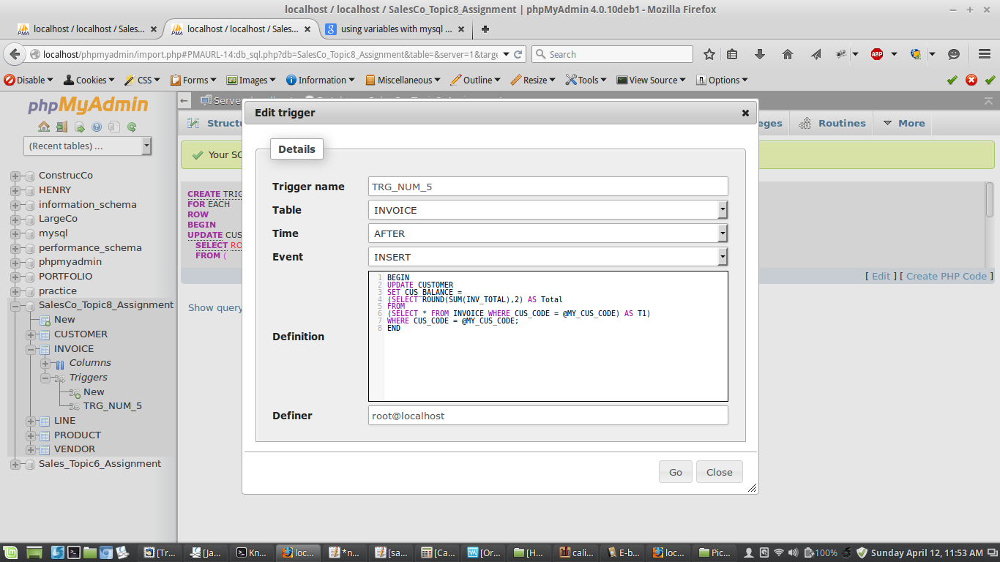 localhost / localhost / SalesCo_Topic8_Assignment | phpMyAdmin 4.0.10deb1 - Mozilla Firefox
localhost / localhost / Sales...
localhost / localhost / Sales...
using variables with mysql ...
localhost/phpmyadmin/import.php#PMAURL-14:db_sql.php?db=SalesCo_Topic8_Assignment&table=&server=1&targe
Search
ABP
Disable
Cookies
CSS
Forms
Images
Information
Miscellaneous
Outline
Resize
Tools
View Source
Options
phpMyAdmin
(Recent tables) ...
ConstrucCo
HENRY
information_schema
LargeCo
mysql
performance_schema
phpmyadmin
PORTFOLIO
practice
SalesCo_Topic8_Assignment
New
CUSTOMER
INVOICE
Columns
Triggers
New
TRG_NUM_5
LINE
PRODUCT
VENDOR
Sales_Topic6_Assignment
Structu
eges
Routines
More
Your SO
CREATE TRIG
FOR EACH
ROW
BEGIN
UPDATE CUS
SELECT RO
FROM (
[ Edit ] [ Create PHP Code ]
Show query
Edit trigger
Details
Trigger name
TRG_NUM_5
Table
INVOICE
Time
AFTER
Event
INSERT
Definition
1 BEGIN
2 UPDATE CUSTOMER
3 SET CUS_BALANCE =
4 (SELECT ROUND(SUM(INV_TOTAL),2) AS Total
5 FROM
6 (SELECT * FROM INVOICE WHERE CUS_CODE = @MY_CUS_CODE) AS T1)
7 WHERE CUS_CODE = @MY_CUS_CODE;
8 END
Definer
root@localhost
Go
Close
[Tr...
[Ja...
Kn...
loc...
*n...
[sa...
[Ca...
[Or...
[H...
cali...
E-b...
loc...
Pic...
100%
Sunday April 12, 11:53 AM